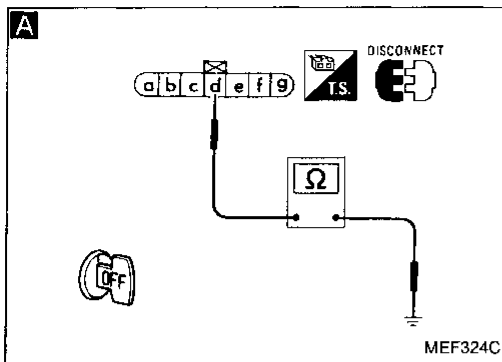 A
DISCONNECT
a b c d e f g
T.S.
Ω
OFF
MEF324C